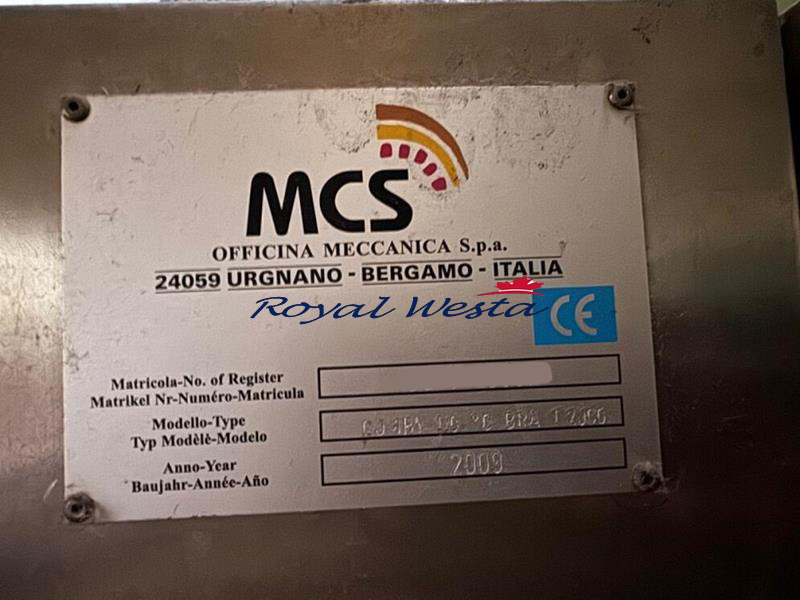 MCS
OFFICINA MECCANICA S.p.a.
24059 URGNANO - BERGAMO - ITALIA
Royal Westa
CE
Matricola-No. of Register
Matrikel Nr-Numéro-Matricula
Modello-Type
Typ Modèlè-Modelo
BRA
Anno-Year
2009
Baujahr-Année-Año